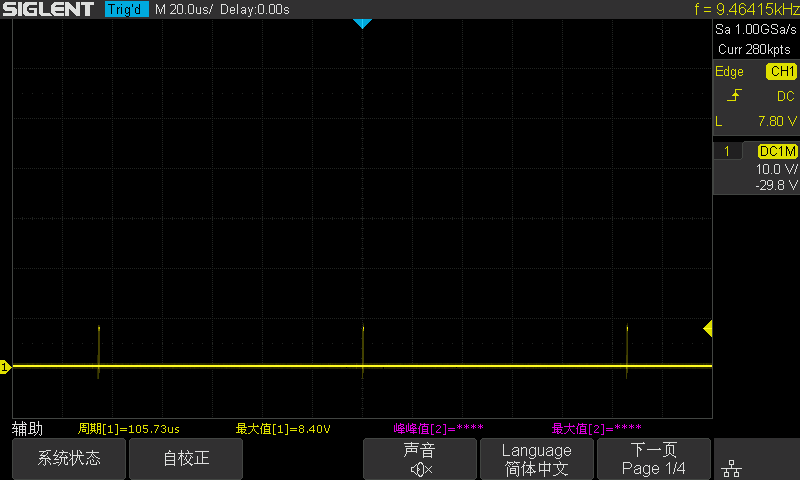 SIGLENT Trig'd M 20.0us/ Delay:0.00s f = 9.46415kHz
Sa 1.00GSa/s
Curr 280kpts
Edge CH1
DC
L 7.80 V
1 DC1M
10.0 V/
-29.8 V
1
辅助 周期[1]=105.73us 最大值[1]=8.40V 峰峰值[2]=**** 最大值[2]=****
系统状态 自校正 声音 Language 下一页
简体中文 Page 1/4